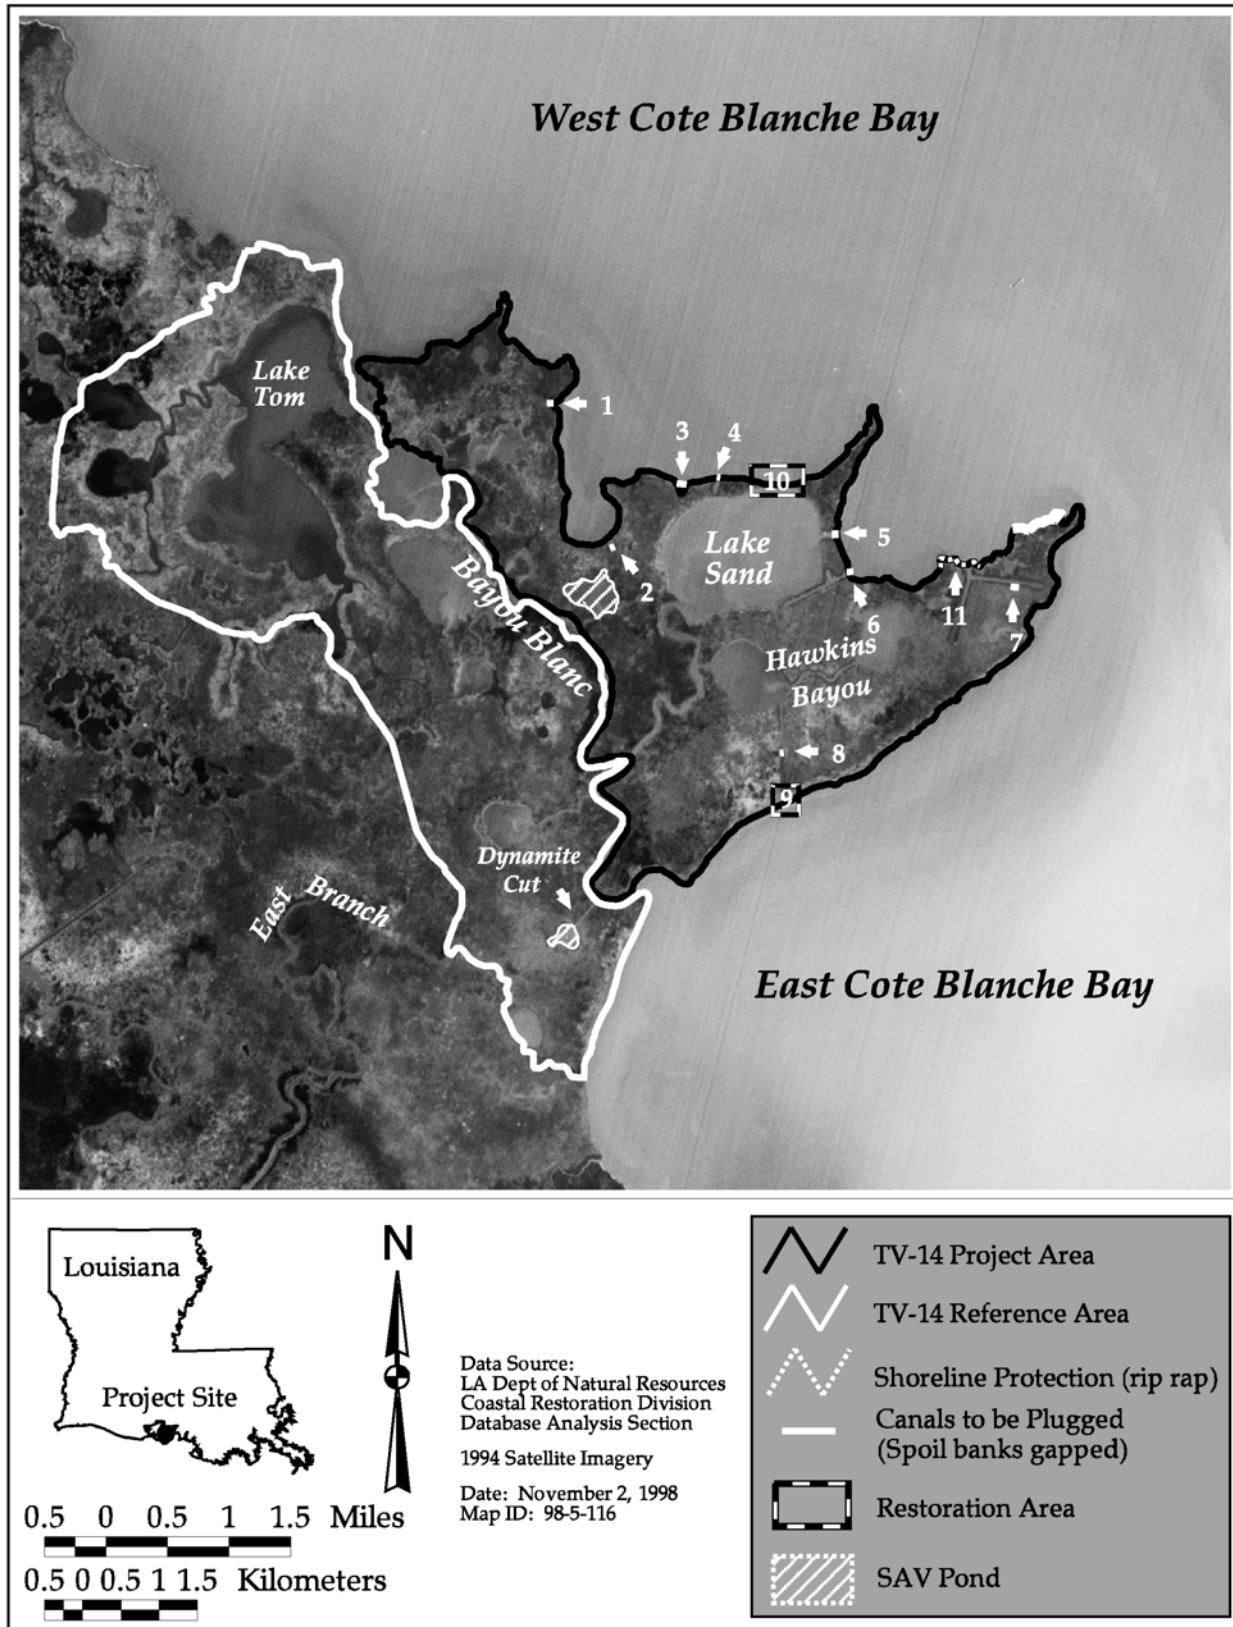 West Cote Blanche Bay
Lake
Tom
1
3
4
10
2
Lake
Sand
5
6
11
7
Bayou Blanc
Hawkins
Bayou
8
9
Dynamite
Cut
East Branch
East Cote Blanche Bay
Louisiana
Project Site
N
Data Source:
LA Dept of Natural Resources
Coastal Restoration Division
Database Analysis Section
1994 Satellite Imagery
Date: November 2, 1998
Map ID: 98-5-116
0.5 0 0.5 1 1.5 Miles
0.5 0 0.5 1 1.5 Kilometers
TV-14 Project Area
TV-14 Reference Area
Shoreline Protection (rip rap)
Canals to be Plugged
(Spoil banks gapped)
Restoration Area
SAV Pond